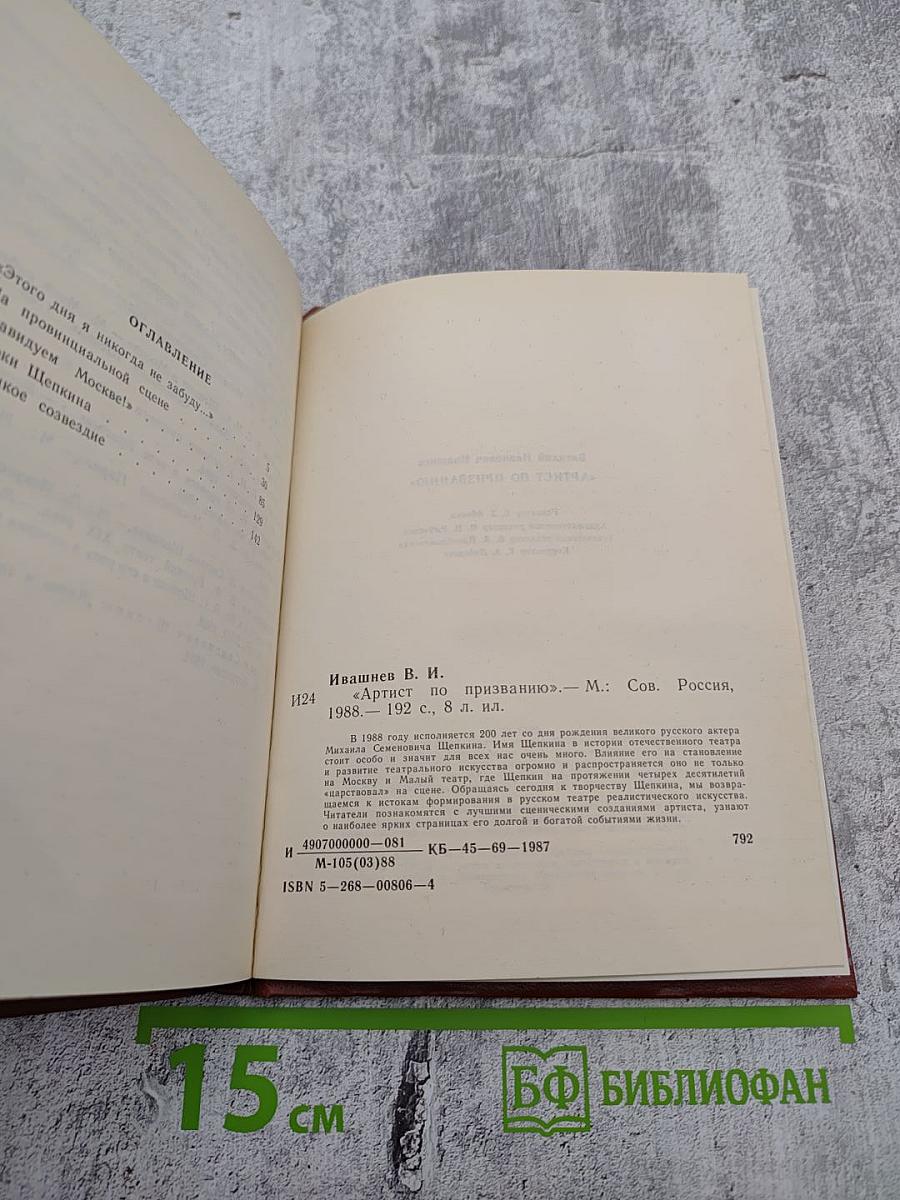 ОГЛАВЛЕНИЕ
«Этого дня я никогда не забуду...» 5
провинциальной сцене 30
Москве!» 83
Щепкина 129
созвездие 142
Ивашнев В. И.
И24 «Артист по призванию».— М.: Сов. Россия,
1988.— 192 с., 8 л. ил.
В 1988 году исполняется 200 лет со дня рождения великого русского актера
Михаила Семеновича Щепкина. Имя Щепкина в истории отечественного театра
стоит особо и значит для всех нас очень много. Влияние его на становление
и развитие театрального искусства огромно и распространяется оно не только
на Москву и Малый театр, где Щепкин на протяжении четырех десятилетий
«царствовал» на сцене. Обращаясь сегодня к творчеству Щепкина, мы возвра-
щаемся к истокам формирования в русском театре реалистического искусства.
Читатели познакомятся с лучшими сценическими созданиями артиста, узнают
о наиболее ярких страницах его долгой и богатой событиями жизни.
И 4907000000—081 КБ—45—69—1987 792
М-105(03)88
ISBN 5—268—00806—4
15 см
БФ БИБЛИОФАН